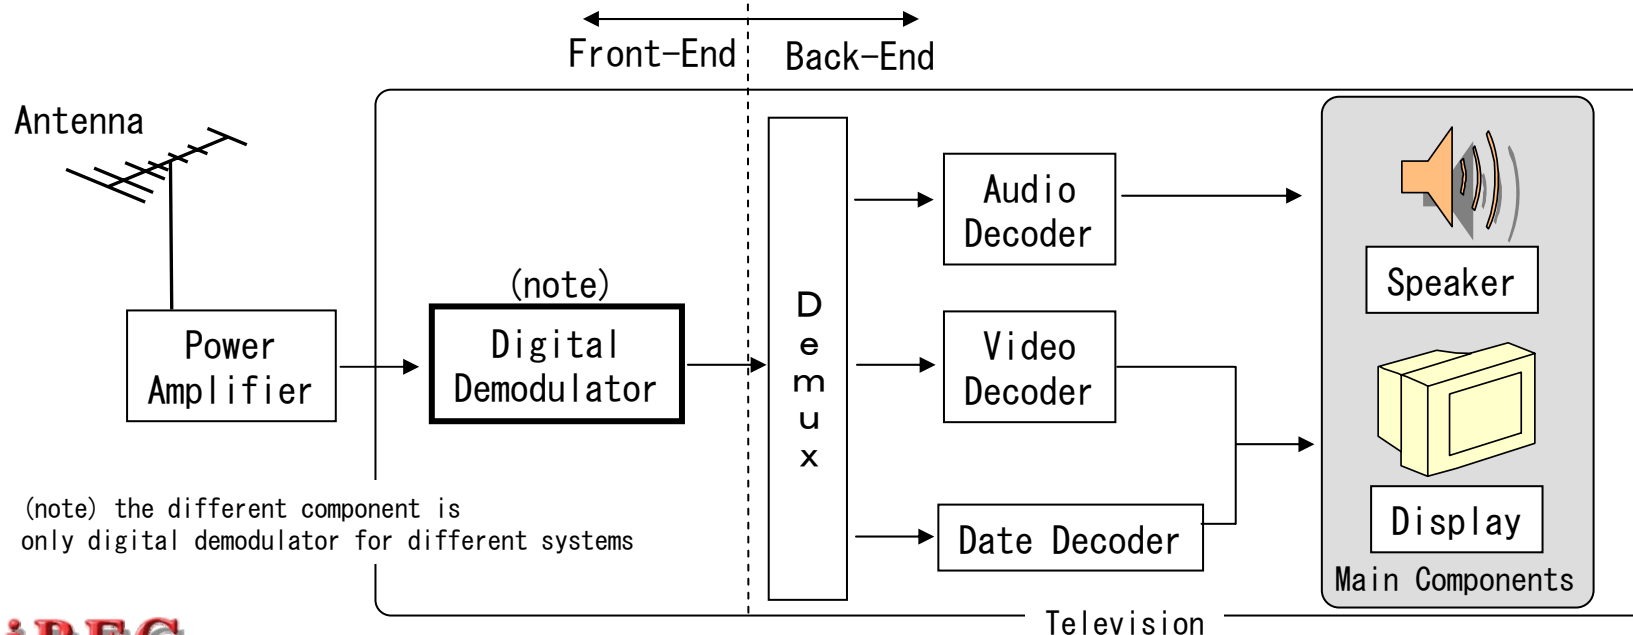 Front-End
Back-End
Antenna
Audio
Decoder
Speaker
(note)
Digital
Demodulator
Power
Amplifier
Demux
Video
Decoder
Display
Date Decoder
Main Components
(note) the different component is
only digital demodulator for different systems
Television